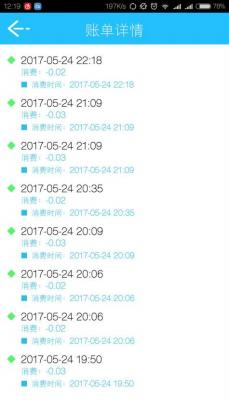 12:19 197K/s 78%
账单详情
2017-05-24 22:18
消费：-0.02
消费时间：2017-05-24 22:18
2017-05-24 21:09
消费：-0.03
消费时间：2017-05-24 21:09
2017-05-24 21:09
消费：-0.03
消费时间：2017-05-24 21:09
2017-05-24 20:35
消费：-0.02
消费时间：2017-05-24 20:35
2017-05-24 20:09
消费：-0.03
消费时间：2017-05-24 20:09
2017-05-24 20:06
消费：-0.02
消费时间：2017-05-24 20:06
2017-05-24 20:06
消费：-0.02
消费时间：2017-05-24 20:06
2017-05-24 19:50
消费：-0.03
消费时间：2017-05-24 19:50